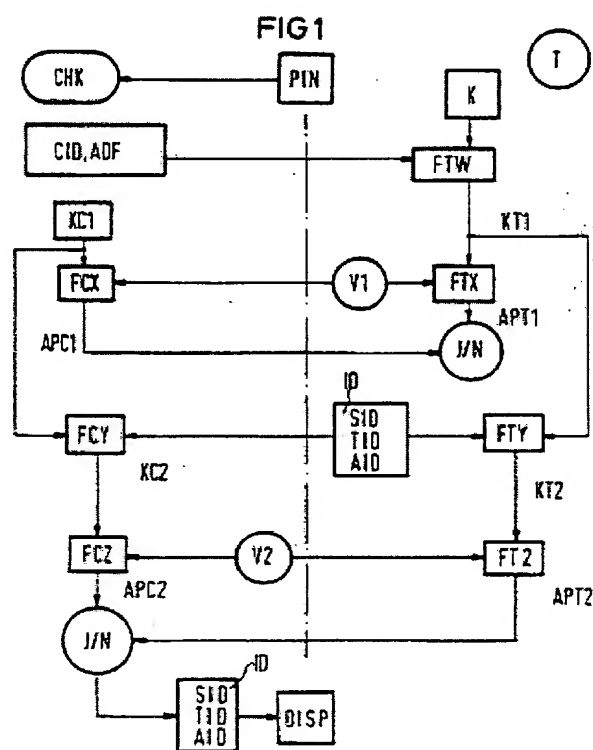 FIG1
T
CHK
PIN
K
CID, ADF
FTW
KC1
KT1
FCX
V1
FTX
APC1
APT1
J/N
ID
SID
TID
AID
FCY
FTY
KC2
KT2
FCZ
V2
FT2
APC2
APT2
J/N
ID
SID
TID
AID
DISP